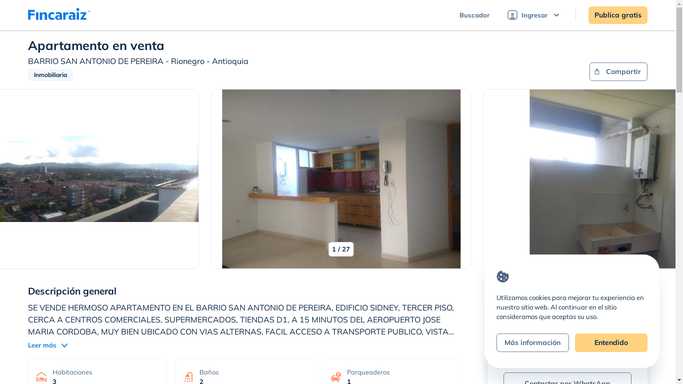 Fincaraiz
Buscador
Ingresar
Publica gratis
Apartamento en venta
BARRIO SAN ANTONIO DE PEREIRA - Rionegro - Antioquia
Inmobiliaria
Compartir
1 / 27
Descripción general
SE VENDE HERMOSO APARTAMENTO EN EL BARRIO SAN ANTONIO DE PEREIRA, EDIFICIO SIDNEY, TERCER PISO,
CERCA A CENTROS COMERCIALES, SUPERMERCADOS, TIENDAS D1, A 15 MINUTOS DEL AEROPUERTO JOSE
MARIA CORDOBA, MUY BIEN UBICADO CON VIAS ALTERNAS, FACIL ACCESO A TRANSPORTE PUBLICO, VISTA...
Leer más
Habitaciones
3
Baños
2
Parqueaderos
1
Utilizamos cookies para mejorar tu experiencia en
nuestro sitio web. Al continuar en el sitio
consideramos que aceptas su uso.
Más información
Entendido
Contactar por WhatsApp